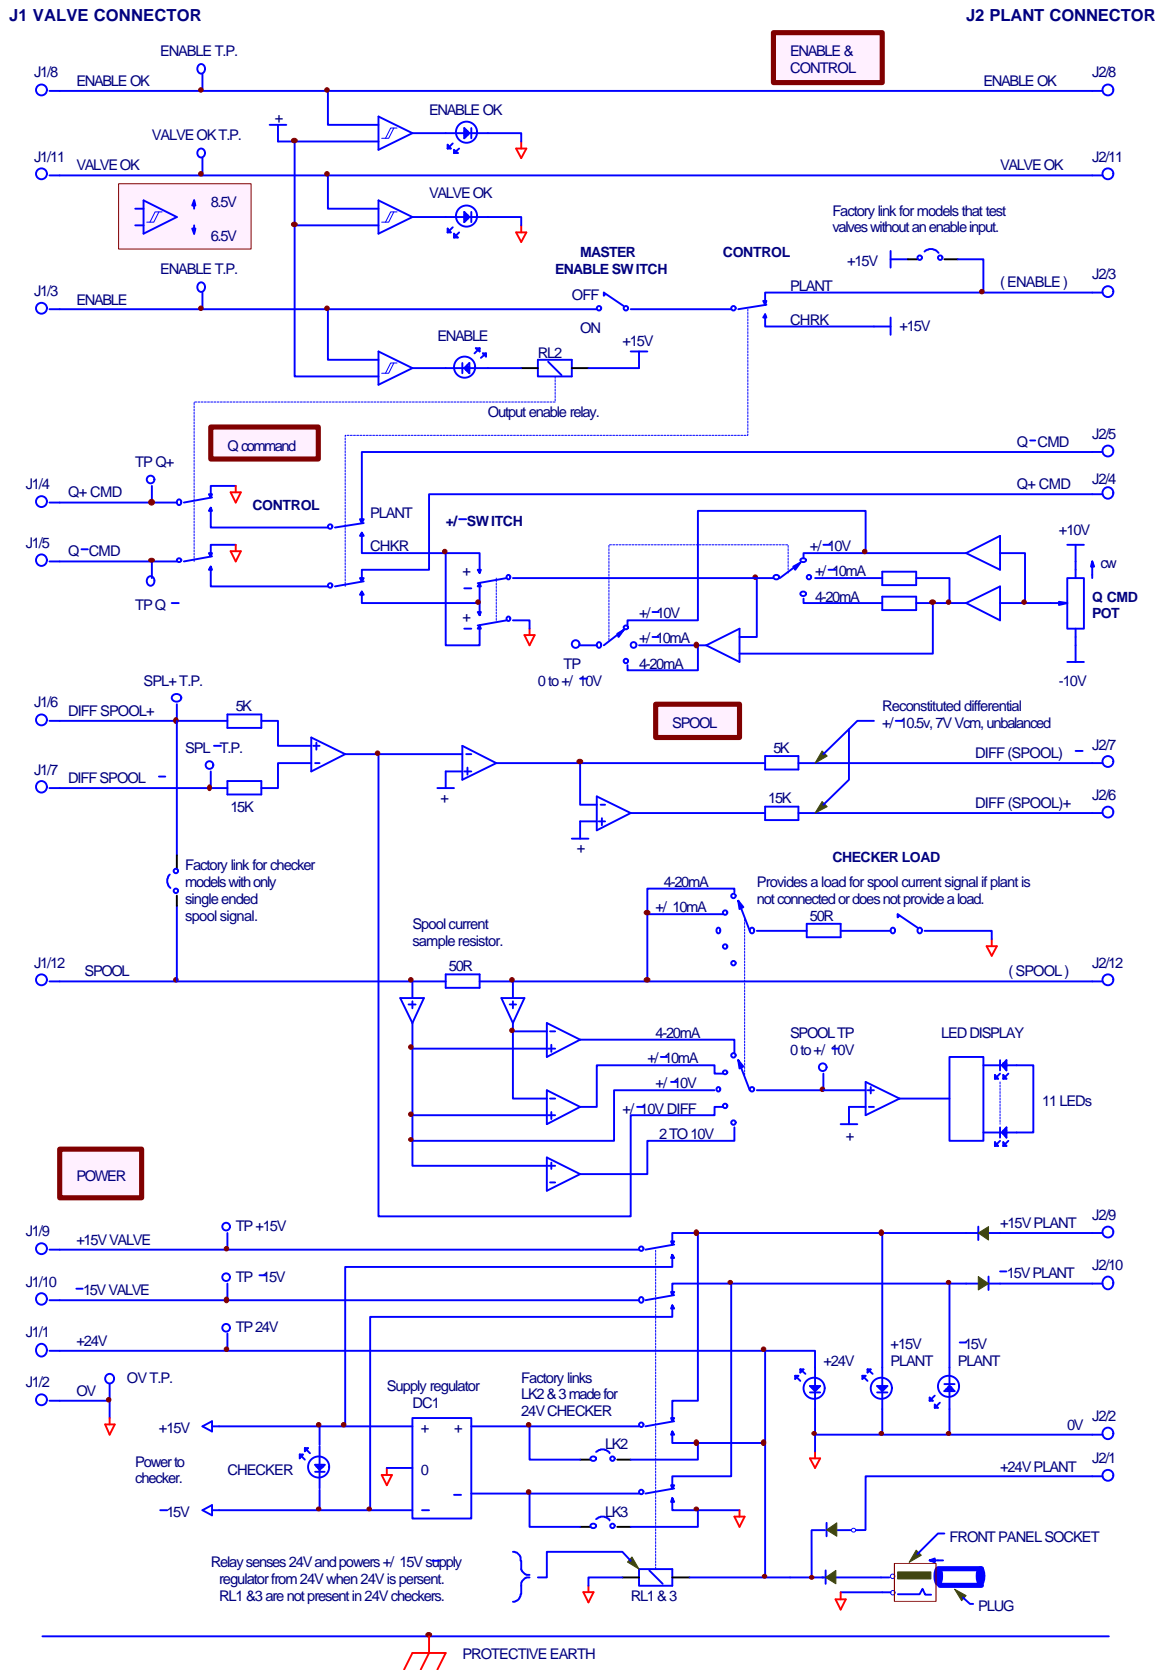 J1 VALVE CONNECTOR
J2 PLANT CONNECTOR
ENABLE T.P.
ENABLE &
CONTROL
J1/8
ENABLE OK
ENABLE OK
J2/8
ENABLE OK
+
VALVE OK T.P.
J1/11
VALVE OK
VALVE OK
J2/11
VALVE OK
8.5V
6.5V
Factory link for models that test
valves without an enable input.
MASTER
ENABLE SWITCH
CONTROL
+15V
ENABLE T.P.
J1/3
ENABLE
OFF
ON
PLANT
CHRK
+15V
( ENABLE )
J2/3
ENABLE
RL2
+15V
Output enable relay.
Q command
Q-CMD
J2/5
TP Q+
J1/4
Q+ CMD
CONTROL
PLANT
CHKR
+/-SWITCH
Q+ CMD
J2/4
J1/5
Q-CMD
TP Q -
+
-
+
-
+/-10V
+/-10mA
4-20mA
+10V
CW
Q CMD
POT
-10V
+/-10V
+/-10mA
4-20mA
TP
0 to +/-10V
SPL+ T.P.
J1/6
DIFF SPOOL+
5K
SPL-T.P.
J1/7
DIFF SPOOL -
15K
+
-
-
+
+
SPOOL
Reconstituted differential
+/-10.5v, 7V Vcm, unbalanced
5K
DIFF (SPOOL) -
J2/7
-
+
+
15K
DIFF (SPOOL)+
J2/6
Factory link for checker
models with only
single ended
spool signal.
CHECKER LOAD
Provides a load for spool current signal if plant is
not connected or does not provide a load.
4-20mA
+/ 10mA
50R
Spool current
sample resistor.
50R
J1/12
SPOOL
( SPOOL )
J2/12
+
+
-
+
-
+
+
-
4-20mA
+/-10mA
+/-10V
+/-10V DIFF
2 TO 10V
SPOOL TP
0 to +/-10V
+
-
+
LED DISPLAY
11 LEDs
POWER
J1/9
+15V VALVE
TP +15V
+15V PLANT
J2/9
J1/10
-15V VALVE
TP -15V
-15V PLANT
J2/10
J1/1
+24V
TP 24V
+24V
+15V
PLANT
-15V
PLANT
J1/2
OV
OV T.P.
Supply regulator
DC1
Factory links
LK2 & 3 made for
24V CHECKER
0V
J2/2
+15V
Power to
checker.
-15V
CHECKER
+
+
0
-
-
LK2
LK3
+24V PLANT
J2/1
Relay senses 24V and powers +/ 15V supply
regulator from 24V when 24V is persent.
RL1 &3 are not present in 24V checkers.
RL1 & 3
FRONT PANEL SOCKET
PLUG
PROTECTIVE EARTH